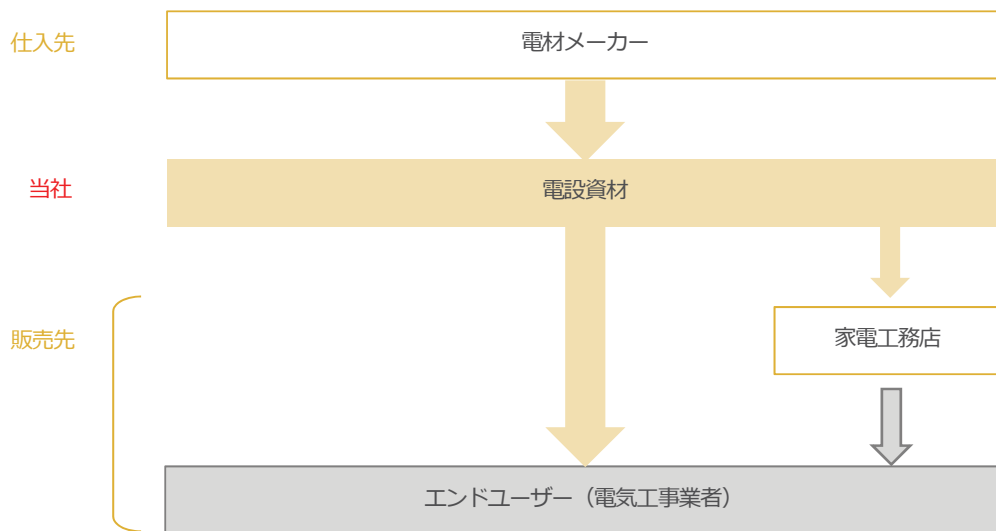 仕入先
電材メーカー
当社
電設資材
販売先
家電工務店
エンドユーザー（電気工事業者）